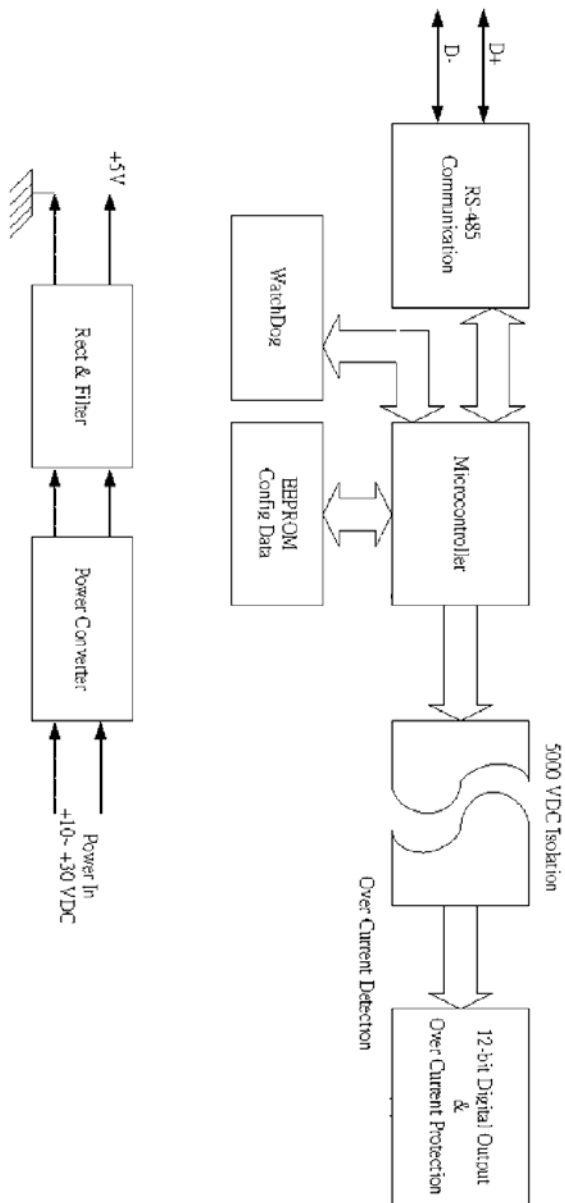 5000 VDC Isolation
D+
D-
RS-485
Communication
Microcontroller
12-bit Digital Output
&
Over Current Protection
Over Current Detection
WatchDog
EEPROM
Config Data
+5V
Rect & Filter
Power Converter
Power In
+10~ +30 VDC